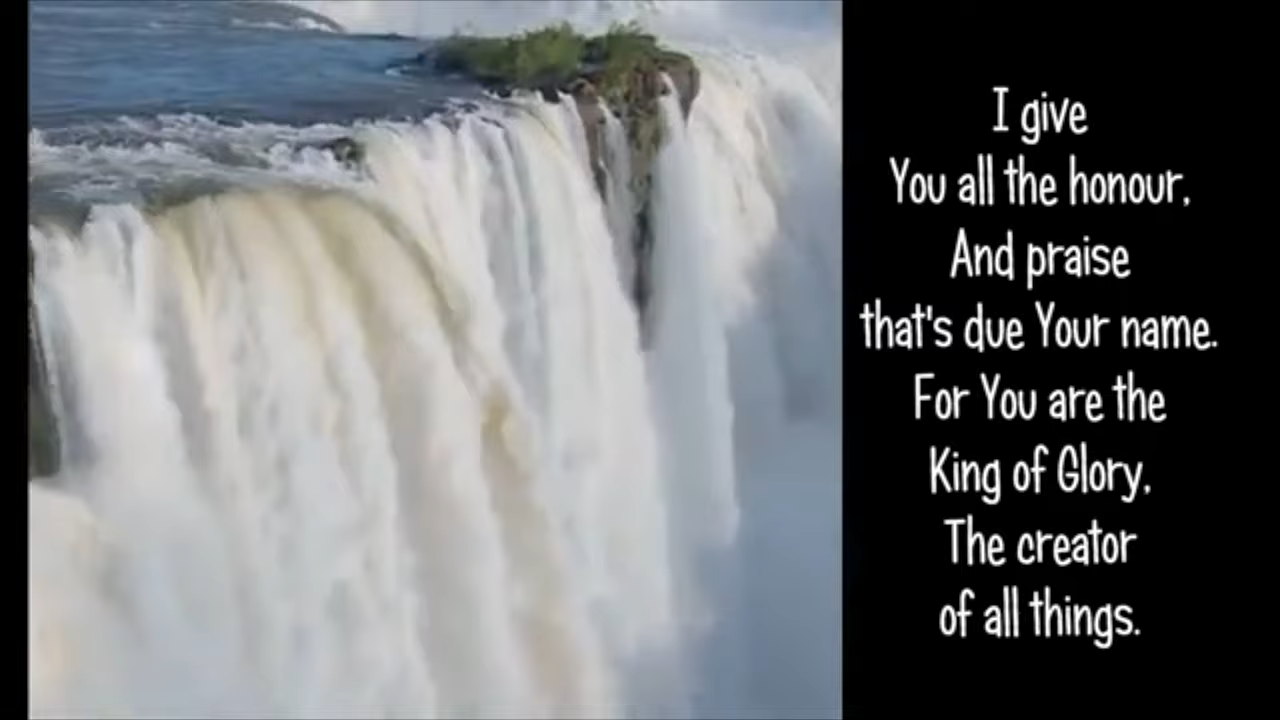 I give
You all the honour,
And praise
that's due Your name.
For You are the
King of Glory,
The creator
of all things.